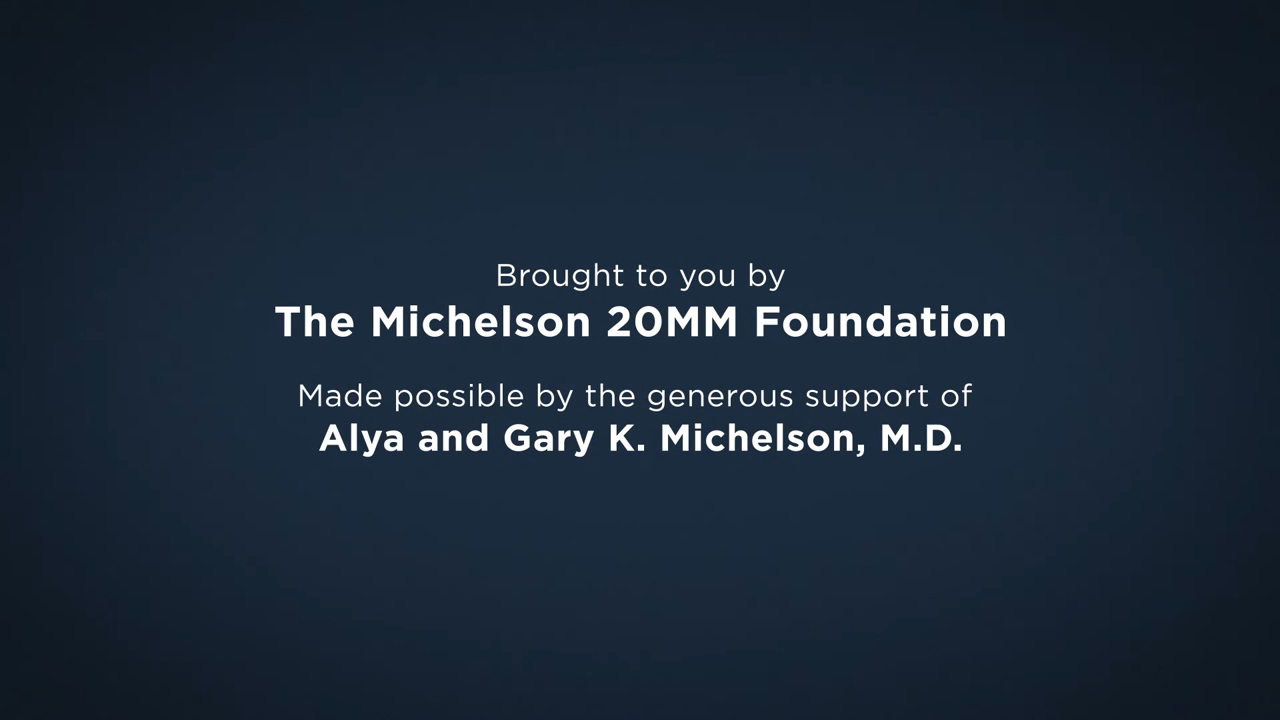 Brought to you by
The Michelson 20MM Foundation
Made possible by the generous support of
Alya and Gary K. Michelson, M.D.